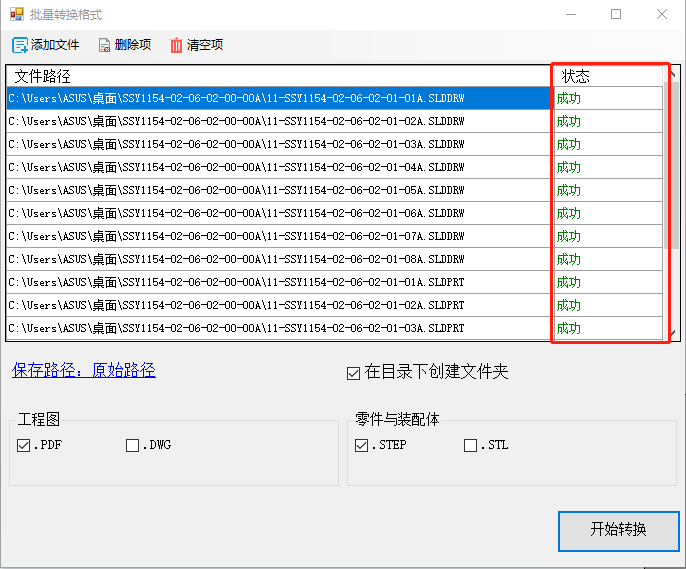 批量转换格式
添加文件 删除项 清空项
文件路径 状态
C:\Users\ASUS\桌面\SSY1154-02-06-02-00-00A\11-SSY1154-02-06-02-01-01A.SLDDRW 成功
C:\Users\ASUS\桌面\SSY1154-02-06-02-00-00A\11-SSY1154-02-06-02-01-02A.SLDDRW 成功
C:\Users\ASUS\桌面\SSY1154-02-06-02-00-00A\11-SSY1154-02-06-02-01-03A.SLDDRW 成功
C:\Users\ASUS\桌面\SSY1154-02-06-02-00-00A\11-SSY1154-02-06-02-01-04A.SLDDRW 成功
C:\Users\ASUS\桌面\SSY1154-02-06-02-00-00A\11-SSY1154-02-06-02-01-05A.SLDDRW 成功
C:\Users\ASUS\桌面\SSY1154-02-06-02-00-00A\11-SSY1154-02-06-02-01-06A.SLDDRW 成功
C:\Users\ASUS\桌面\SSY1154-02-06-02-00-00A\11-SSY1154-02-06-02-01-07A.SLDDRW 成功
C:\Users\ASUS\桌面\SSY1154-02-06-02-00-00A\11-SSY1154-02-06-02-01-08A.SLDDRW 成功
C:\Users\ASUS\桌面\SSY1154-02-06-02-00-00A\11-SSY1154-02-06-02-01-01A.SLDPRT 成功
C:\Users\ASUS\桌面\SSY1154-02-06-02-00-00A\11-SSY1154-02-06-02-01-02A.SLDPRT 成功
C:\Users\ASUS\桌面\SSY1154-02-06-02-00-00A\11-SSY1154-02-06-02-01-03A.SLDPRT 成功
保存路径：原始路径 在目录下创建文件夹
工程图 零件与装配体
.PDF .DWG .STEP .STL
开始转换